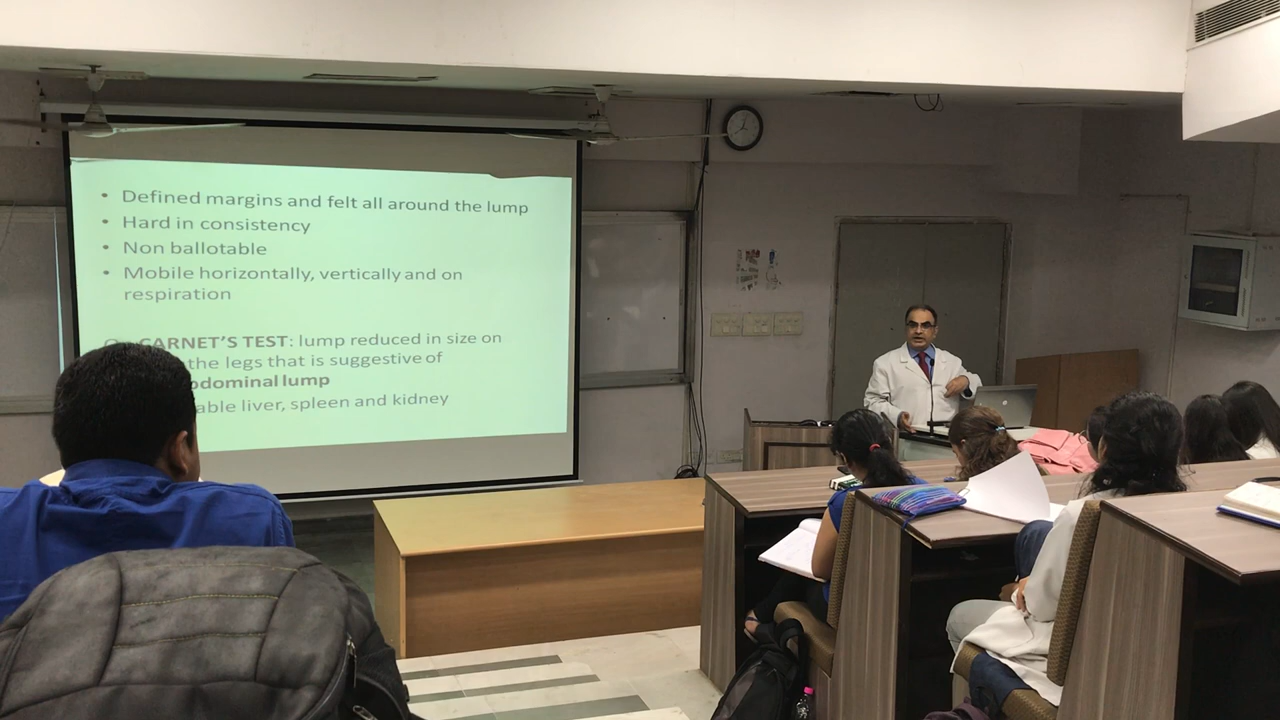 • Defined margins and felt all around the lump
• Hard in consistency
• Non ballotable
• Mobile horizontally, vertically and on
respiration
CARNET'S TEST: lump reduced in size on
the legs that is suggestive of
dominal lump
able liver, spleen and kidney